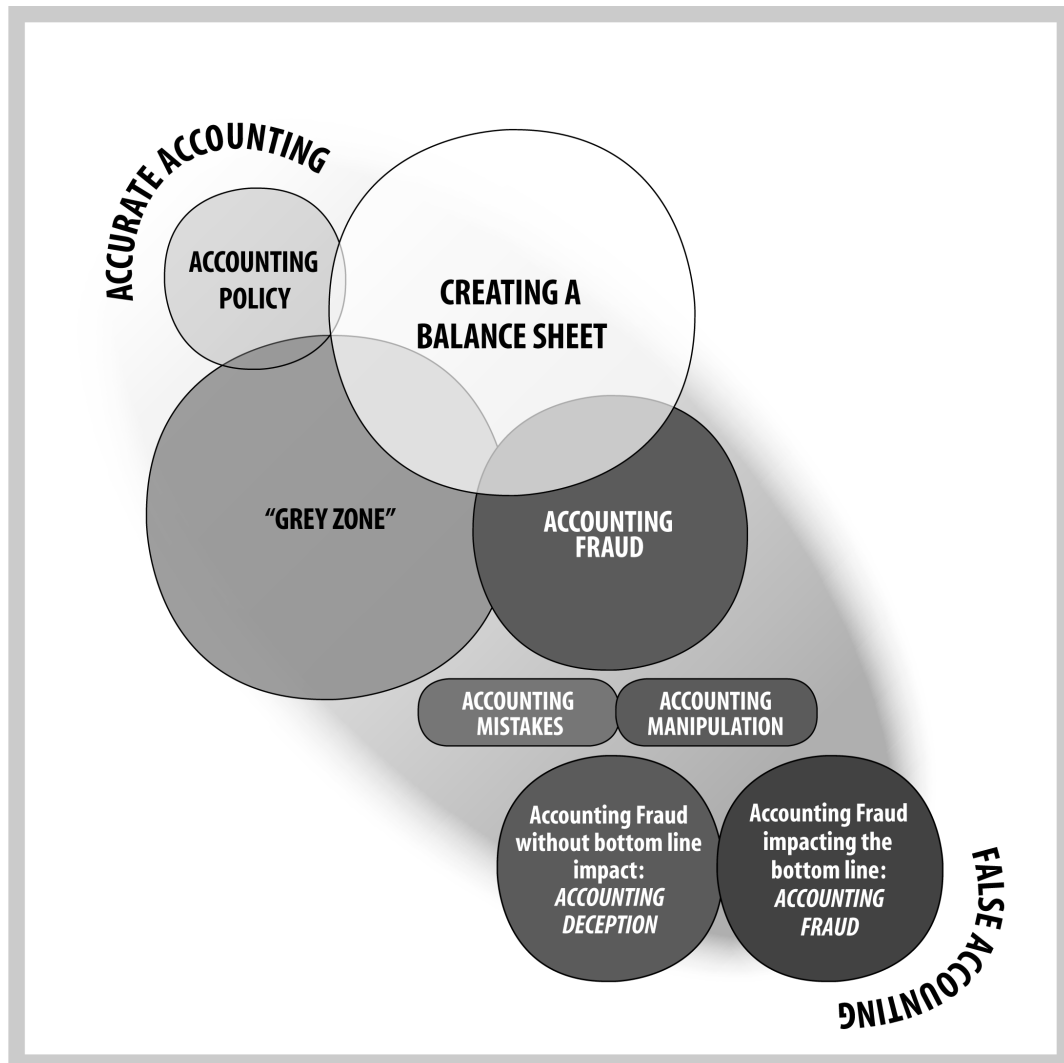 ACCURATE ACCOUNTING
ACCOUNTING
POLICY
CREATING A
BALANCE SHEET
“GREY ZONE”
ACCOUNTING
FRAUD
ACCOUNTING
MISTAKES
ACCOUNTING
MANIPULATION
Accounting Fraud
without bottom line
impact:
ACCOUNTING
DECEPTION
Accounting Fraud
impacting the
bottom line:
ACCOUNTING
FRAUD
FALSE ACCOUNTING